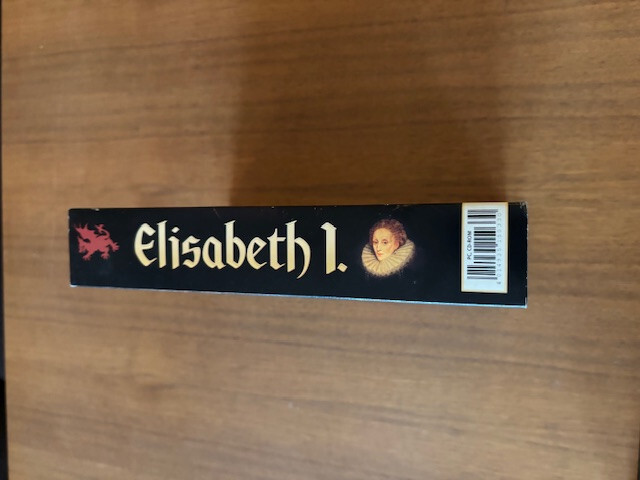 Elisabeth I.
PC CD-ROM